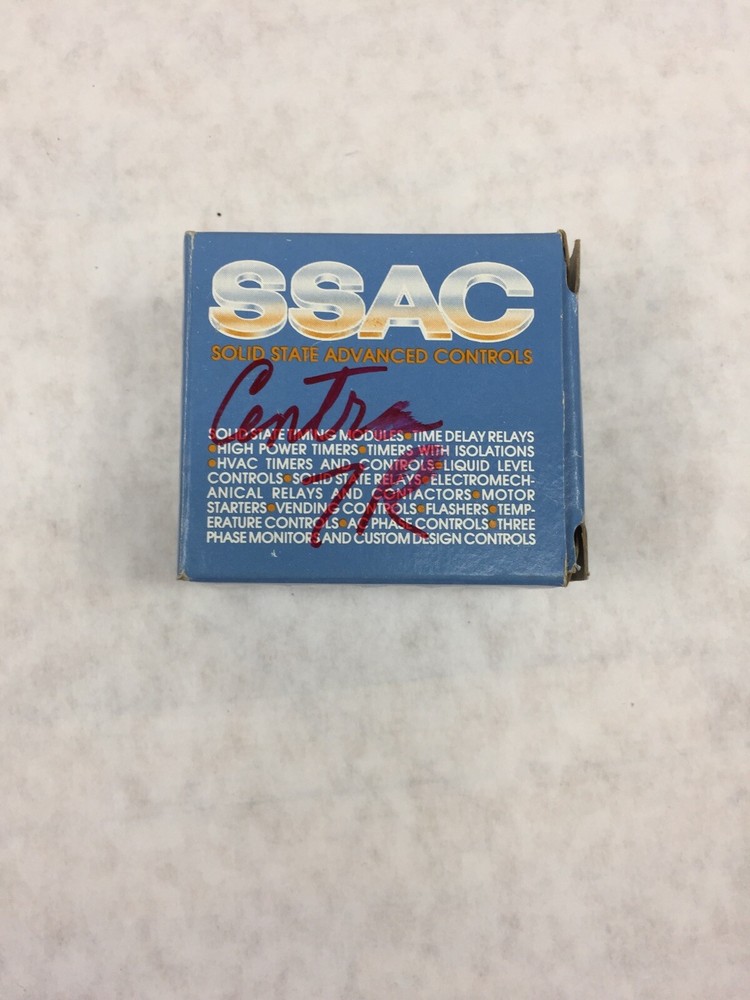 SSAC
SOLID STATE ADVANCED CONTROLS
Centra
7R
SOLID STATE TIMING MODULES•TIME DELAY RELAYS
•HIGH POWER TIMERS•TIMERS WITH ISOLATIONS
•HVAC TIMERS AND CONTROLS•LIQUID LEVEL
CONTROLS•SOLID STATE RELAYS•ELECTROMECH-
ANICAL RELAYS AND CONTACTORS•MOTOR
STARTERS•VENDING CONTROLS•FLASHERS•TEMP-
ERATURE CONTROLS•AC PHASE CONTROLS•THREE
PHASE MONITORS AND CUSTOM DESIGN CONTROLS